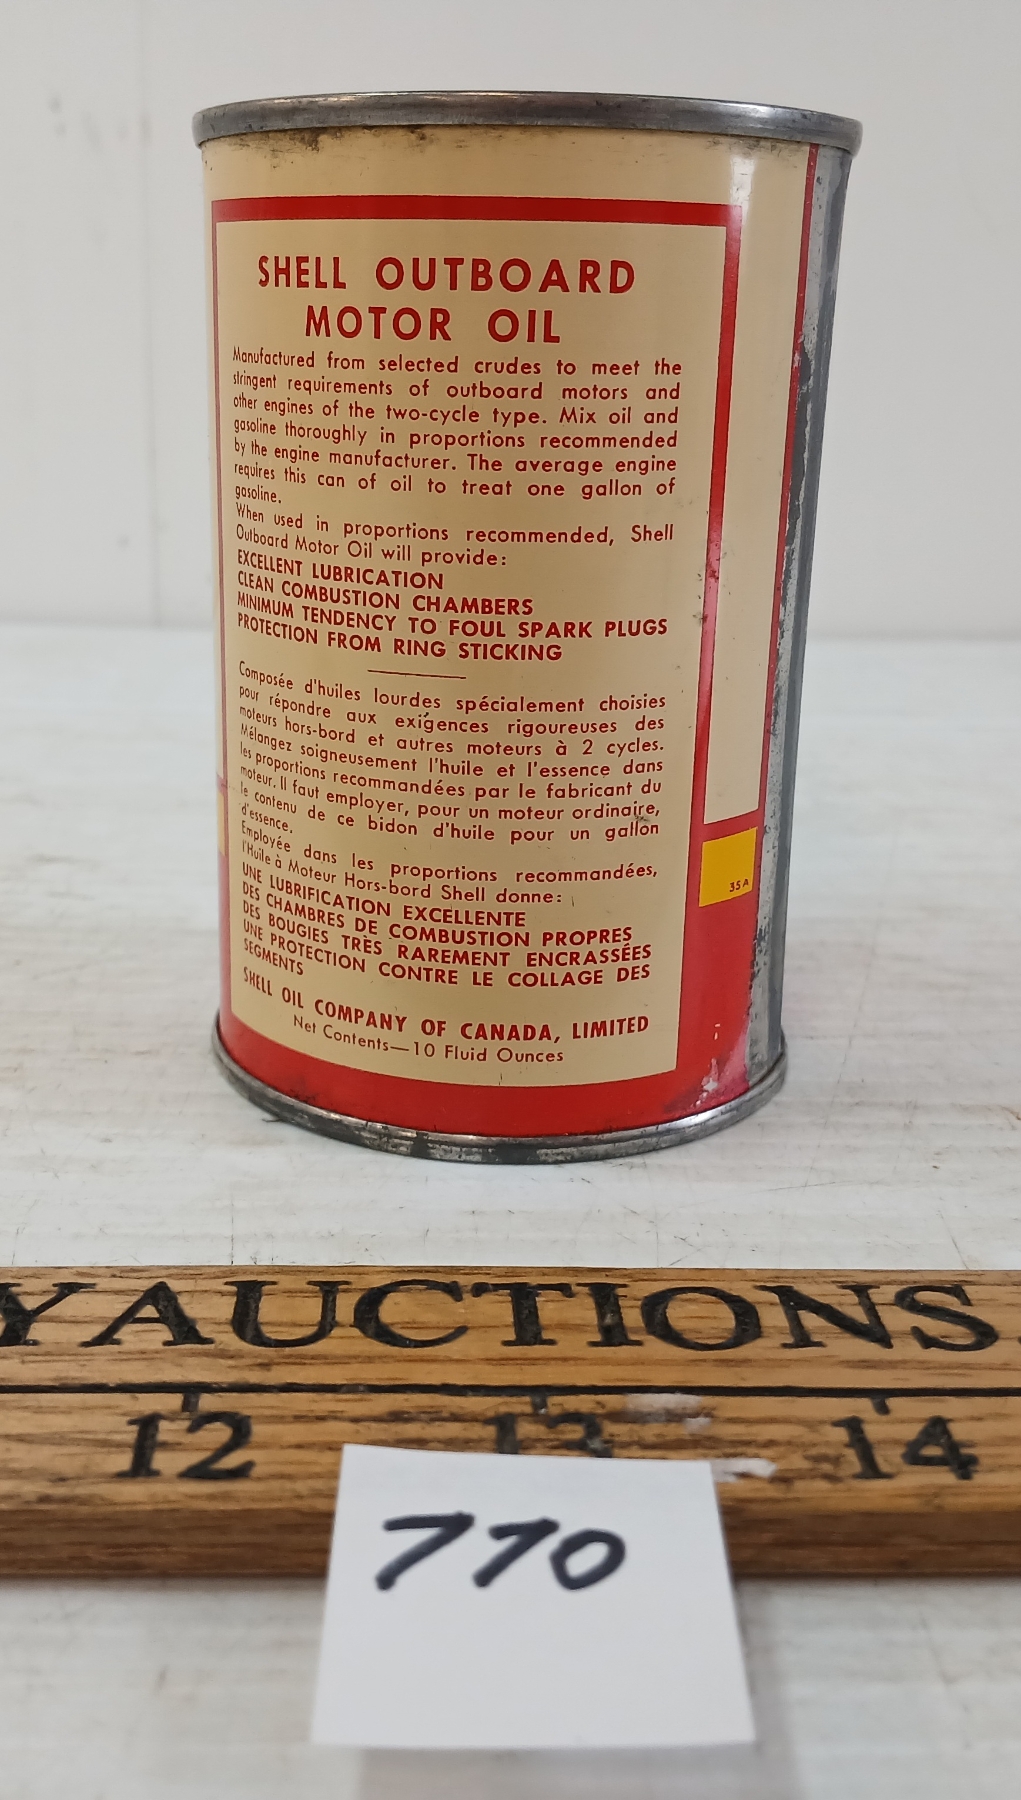 SHELL OUTBOARD
MOTOR OIL
Manufactured from selected crudes to meet the
stringent requirements of outboard motors and
other engines of the two-cycle type. Mix oil and
gasoline thoroughly in proportions recommended
by the engine manufacturer. The average engine
requires this can of oil to treat one gallon of
gasoline.
When used in proportions recommended, Shell
Outboard Motor Oil will provide:
EXCELLENT LUBRICATION
CLEAN COMBUSTION CHAMBERS
MINIMUM TENDENCY TO FOUL SPARK PLUGS
PROTECTION FROM RING STICKING
Composée d'huiles lourdes spécialement choisies
pour répondre aux exigences rigoureuses des
moteurs hors-bord et autres moteurs à 2 cycles.
Mélangez soigneusement l'huile et l'essence dans
les proportions recommandées par le fabricant du
moteur. Il faut employer, pour un moteur ordinaire,
le contenu de ce bidon d'huile pour un gallon
d'essence.
Employée dans les proportions recommandées,
l'Huile à Moteur Hors-bord Shell donne:
UNE LUBRIFICATION EXCELLENTE
DES CHAMBRES DE COMBUSTION PROPRES
DES BOUGIES TRÈS RAREMENT ENCRASSÉES
UNE PROTECTION CONTRE LE COLLAGE DES
SEGMENTS
SHELL OIL COMPANY OF CANADA, LIMITED
Net Contents—10 Fluid Ounces
35A
YAUCTIONS.
12 13 14
770